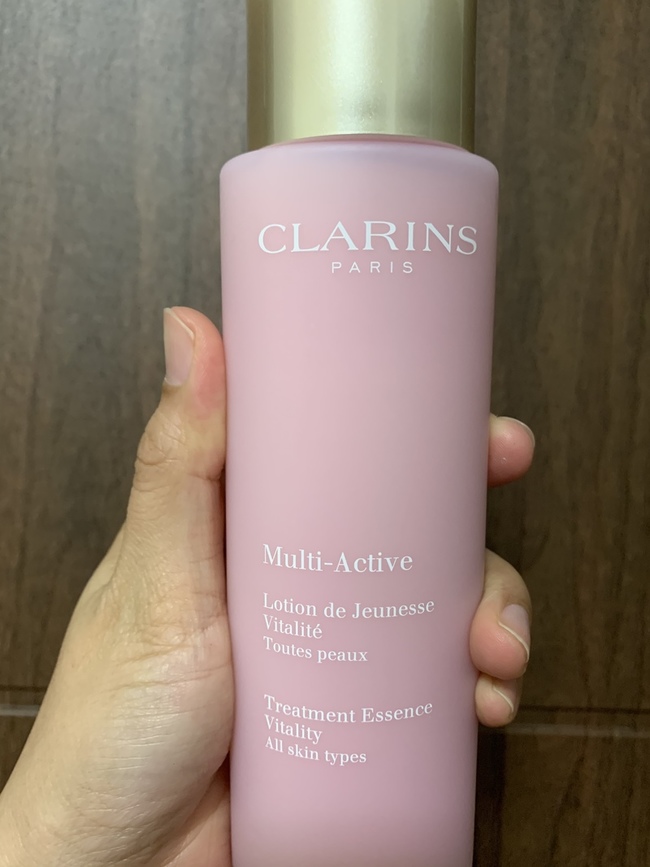 CLARINS
PARIS
Multi-Active
Lotion de Jeunesse
Vitalité
Toutes peaux
Treatment Essence
Vitality
All skin types